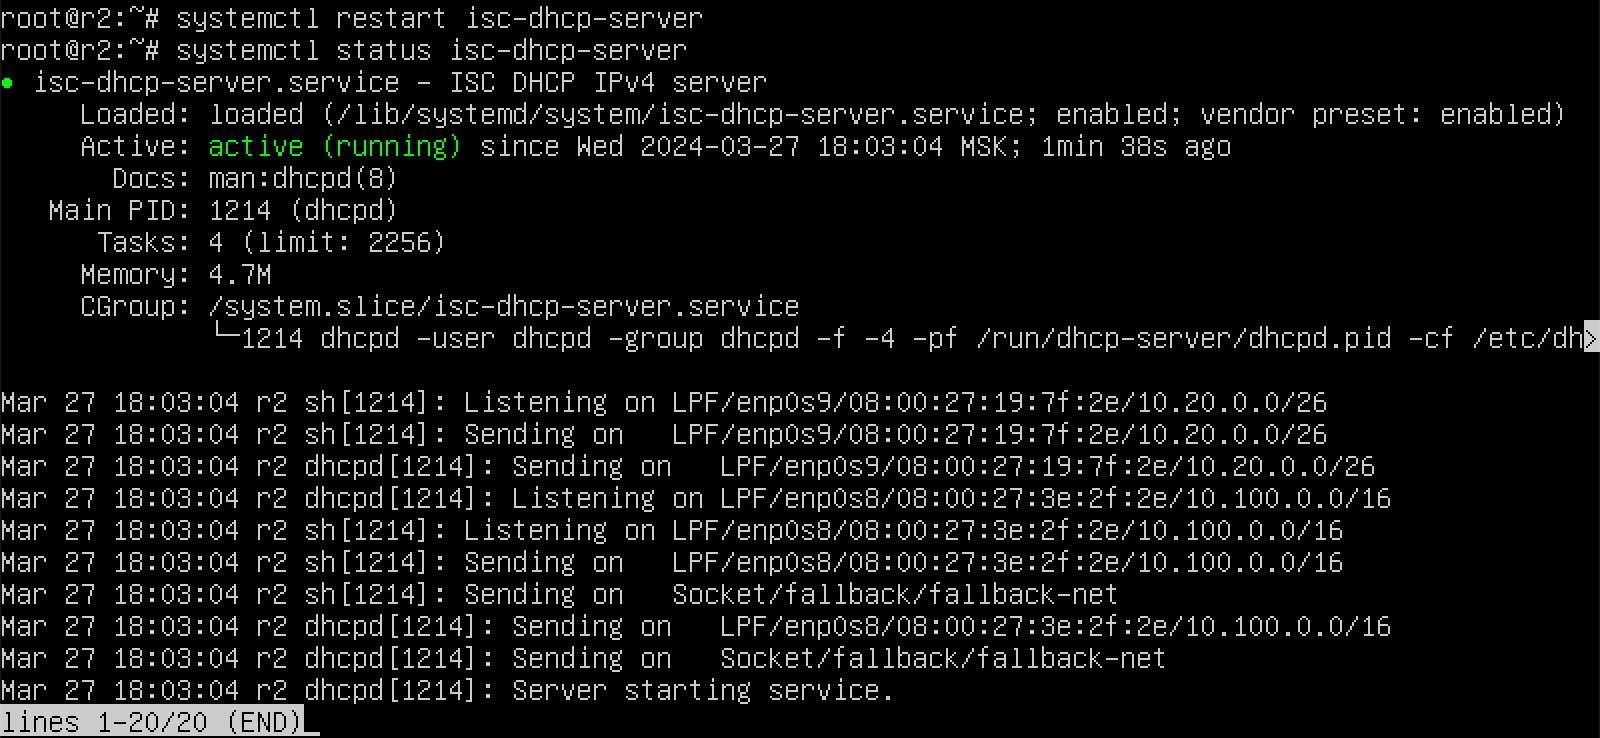 root@r2:~# systemctl restart isc-dhcp-server
root@r2:~# systemctl status isc-dhcp-server
● isc-dhcp-server.service - ISC DHCP IPv4 server
     Loaded: loaded (/lib/systemd/system/isc-dhcp-server.service; enabled; vendor preset: enabled)
     Active: active (running) since Wed 2024-03-27 18:03:04 MSK; 1min 38s ago
       Docs: man:dhcpd(8)
   Main PID: 1214 (dhcpd)
      Tasks: 4 (limit: 2256)
     Memory: 4.7M
     CGroup: /system.slice/isc-dhcp-server.service
             └─1214 dhcpd -user dhcpd -group dhcpd -f -4 -pf /run/dhcp-server/dhcpd.pid -cf /etc/dh>
Mar 27 18:03:04 r2 sh[1214]: Listening on LPF/enp0s9/08:00:27:19:7f:2e/10.20.0.0/26
Mar 27 18:03:04 r2 sh[1214]: Sending on   LPF/enp0s9/08:00:27:19:7f:2e/10.20.0.0/26
Mar 27 18:03:04 r2 dhcpd[1214]: Sending on   LPF/enp0s9/08:00:27:19:7f:2e/10.20.0.0/26
Mar 27 18:03:04 r2 dhcpd[1214]: Listening on LPF/enp0s8/08:00:27:3e:2f:2e/10.100.0.0/16
Mar 27 18:03:04 r2 sh[1214]: Listening on LPF/enp0s8/08:00:27:3e:2f:2e/10.100.0.0/16
Mar 27 18:03:04 r2 sh[1214]: Sending on   LPF/enp0s8/08:00:27:3e:2f:2e/10.100.0.0/16
Mar 27 18:03:04 r2 sh[1214]: Sending on   Socket/fallback/fallback-net
Mar 27 18:03:04 r2 dhcpd[1214]: Sending on   LPF/enp0s8/08:00:27:3e:2f:2e/10.100.0.0/16
Mar 27 18:03:04 r2 dhcpd[1214]: Sending on   Socket/fallback/fallback-net
Mar 27 18:03:04 r2 dhcpd[1214]: Server starting service.
lines 1-20/20 (END)